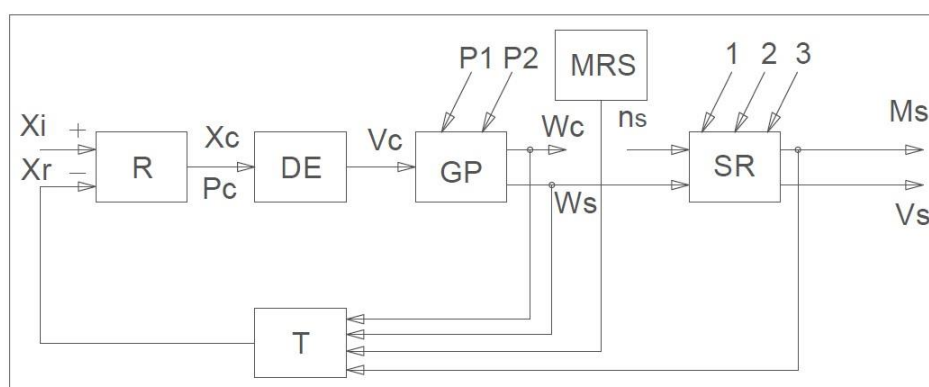 P1 P2
MRS
1 2 3
Xi +
Xc
Vc
Wc
ns
Ms
Xr −
R
DE
GP
SR
Pc
Ws
Vs
T